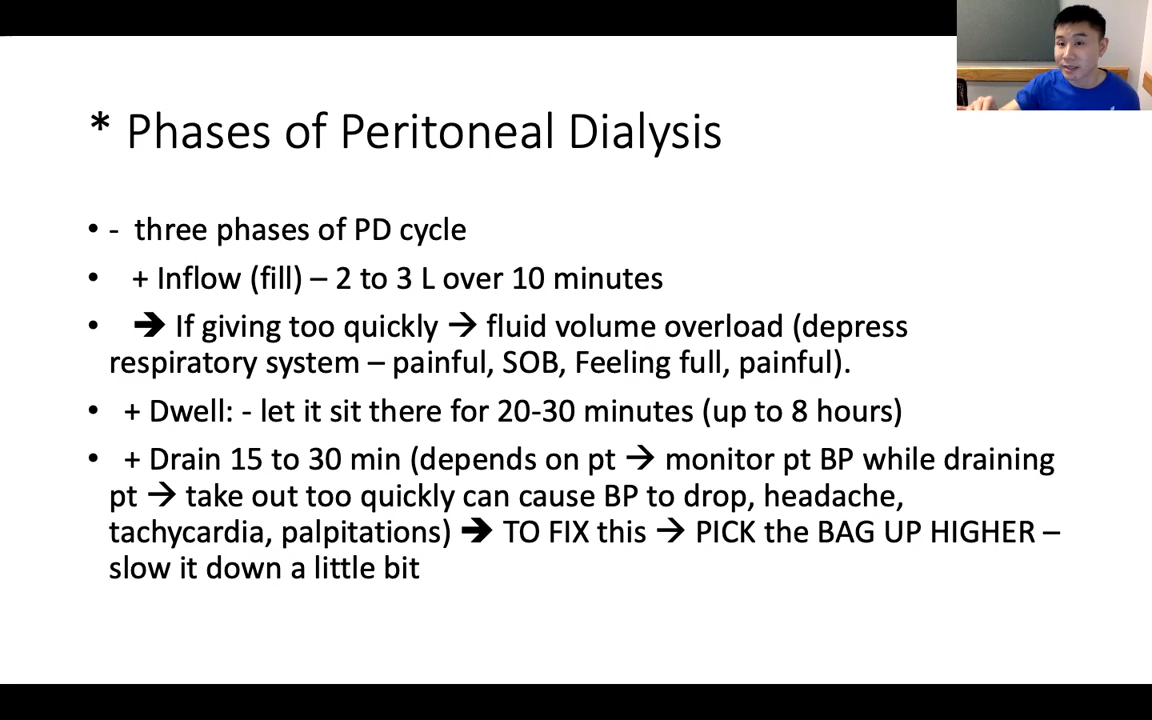 * Phases of Peritoneal Dialysis
• - three phases of PD cycle
• + Inflow (fill) – 2 to 3 L over 10 minutes
• ➔ If giving too quickly → fluid volume overload (depress
respiratory system – painful, SOB, Feeling full, painful).
• + Dwell: - let it sit there for 20-30 minutes (up to 8 hours)
• + Drain 15 to 30 min (depends on pt → monitor pt BP while draining
pt → take out too quickly can cause BP to drop, headache,
tachycardia, palpitations) ➔ TO FIX this → PICK the BAG UP HIGHER –
slow it down a little bit